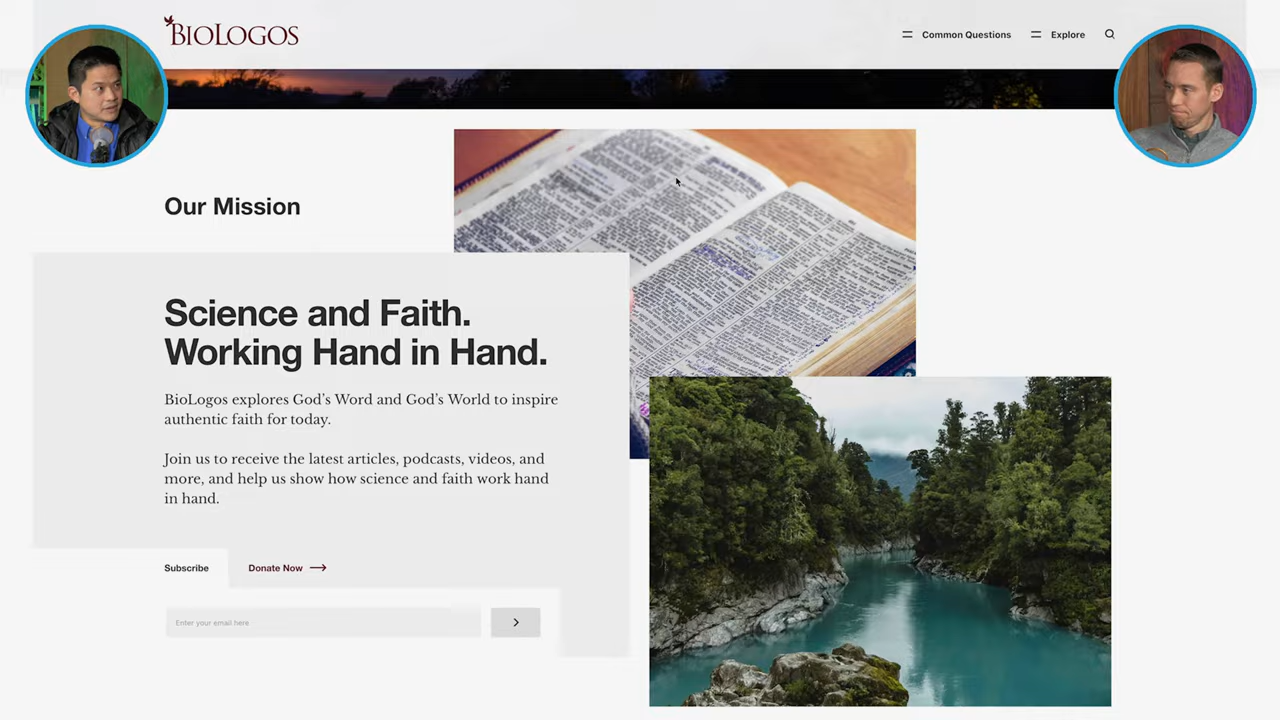 BIOLOGOS
Common Questions
Explore
Our Mission
Science and Faith.
Working Hand in Hand.
BioLogos explores God's Word and God's World to inspire
authentic faith for today.
Join us to receive the latest articles, podcasts, videos, and
more, and help us show how science and faith work hand
in hand.
Subscribe
Donate Now
Enter your email here